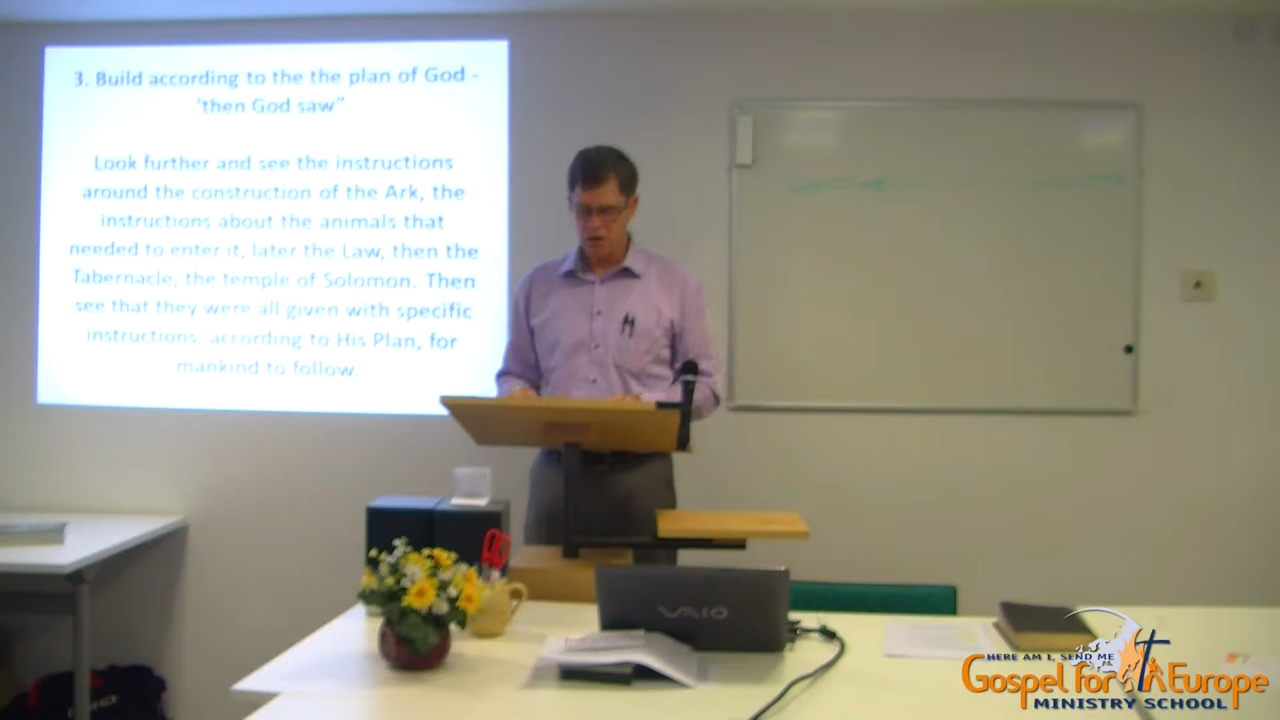 3. Build according to the the plan of God -
'then God saw"
Look further and see the instructions
around the construction of the Ark, the
instructions about the animals that
needed to enter it, later the Law, then the
Tabernacle, the temple of Solomon. Then
see that they were all given with specific
instructions, according to His Plan, for
mankind to follow.
VAIO
HERE AM I, SEND ME
GOSPEL for Europe
MINISTRY SCHOOL